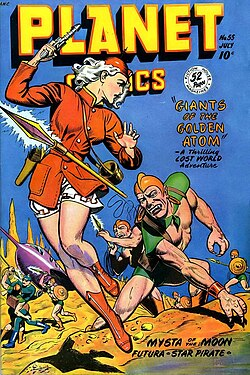 PLANET
COMICS
No.55
JULY
10¢
52
"GIANTS
OF THE
GOLDEN
ATOM"
-A Thrilling
LOST WORLD
Adventure
MYSTA OF THE MOON
FUTURA-STAR PIRATE-